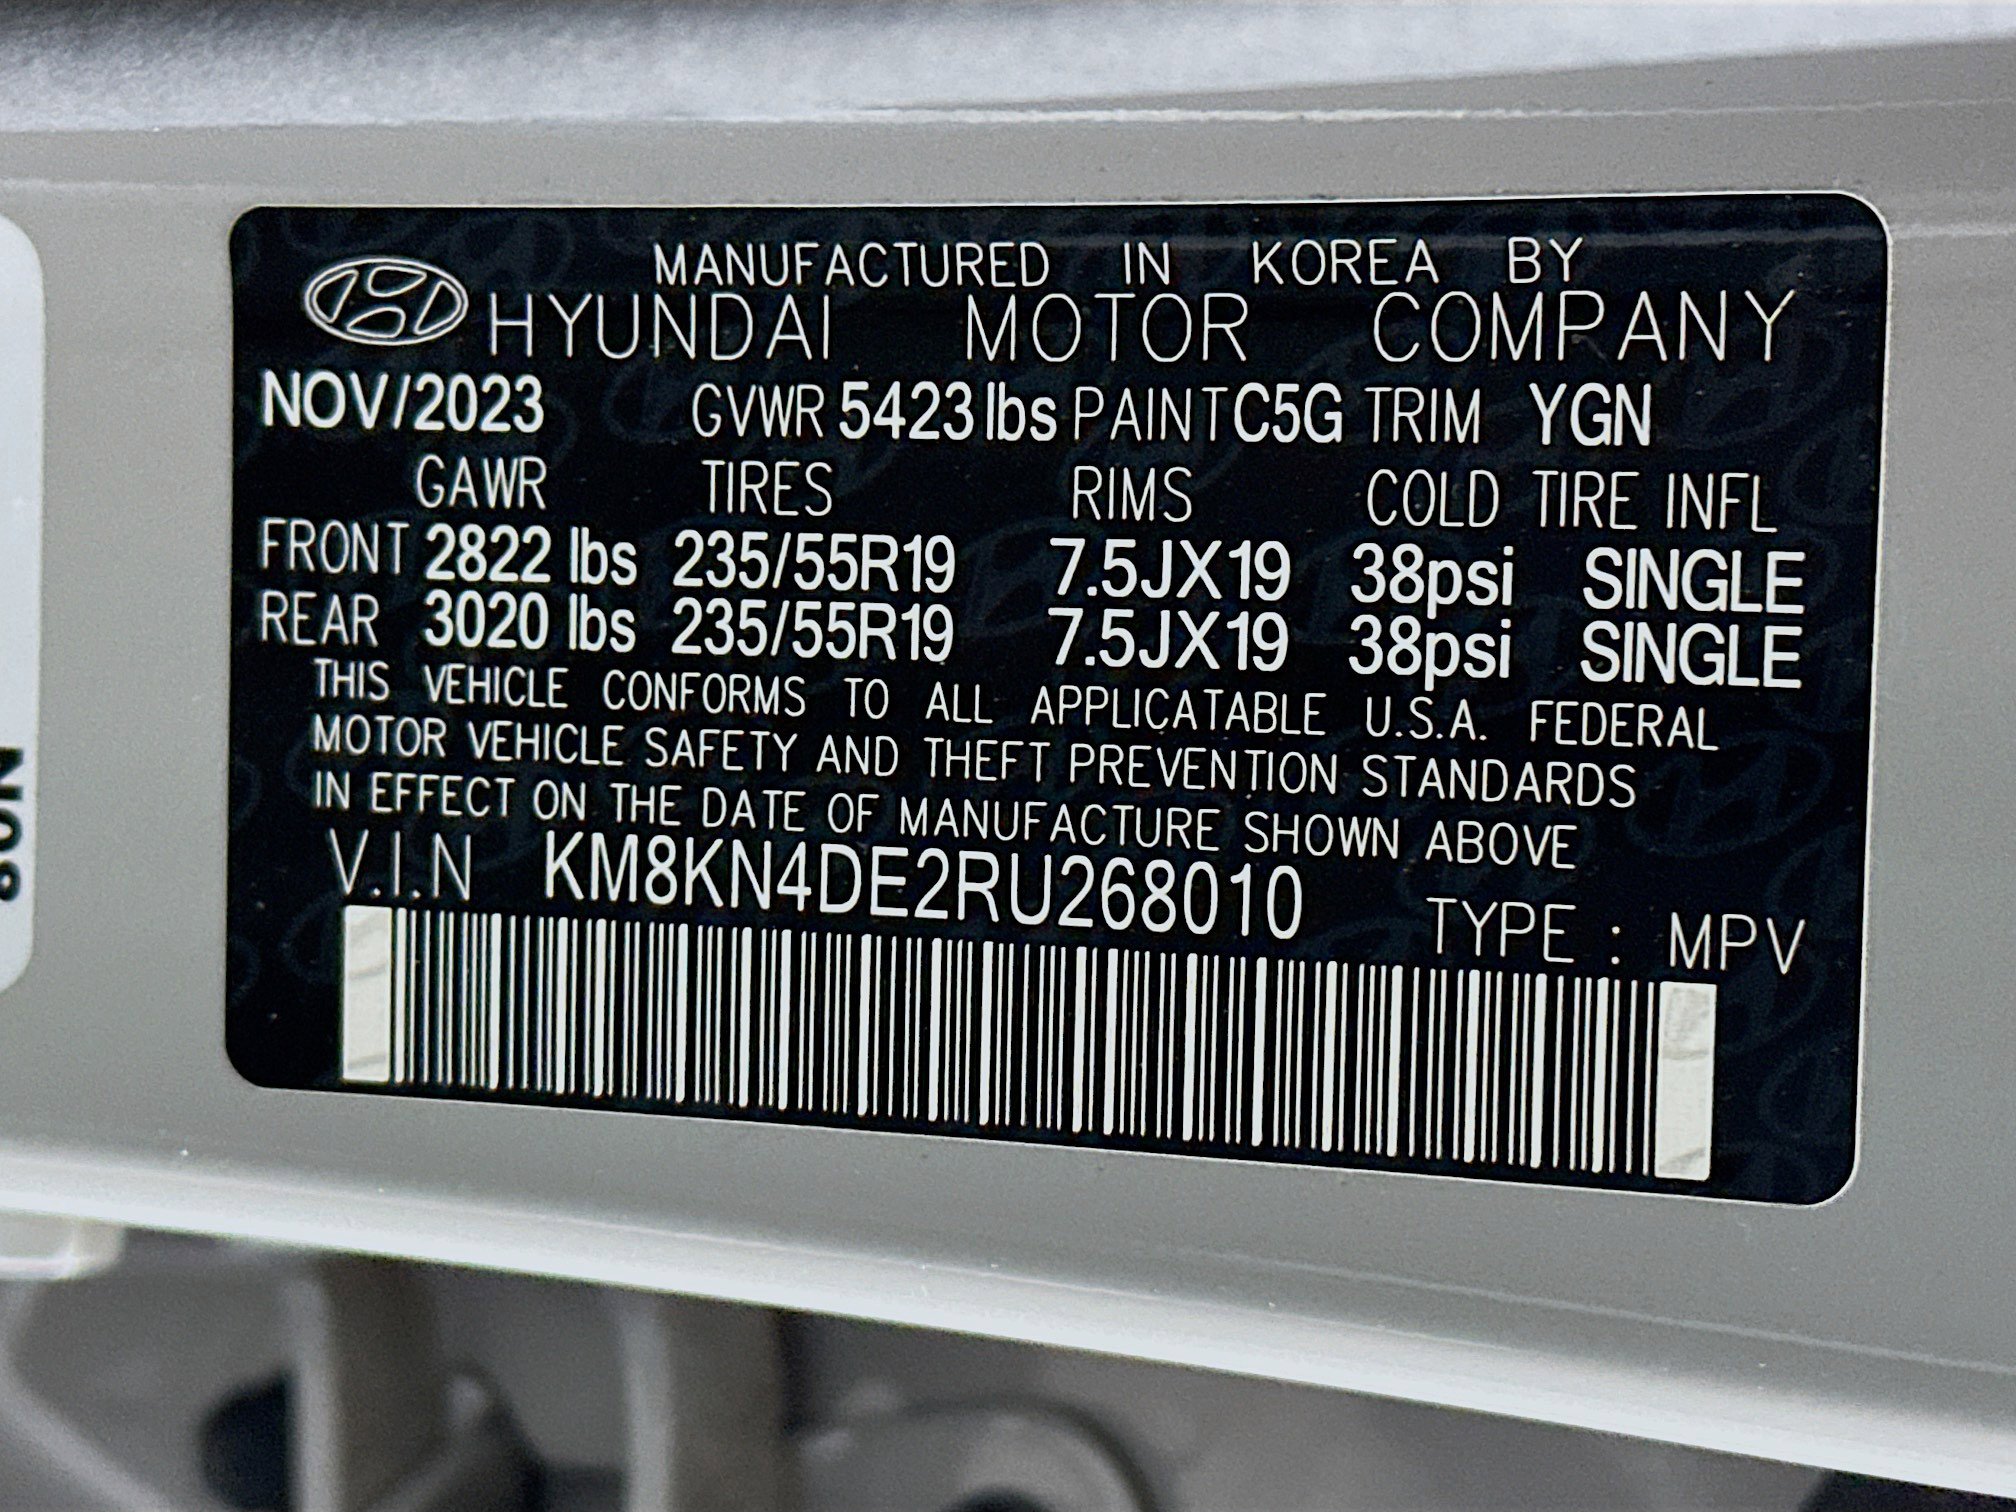 MANUFACTURED IN KOREA BY
HYUNDAI MOTOR COMPANY
NOV/2023 GVWR 5423 lbs PAINT C5G TRIM YGN
GAWR TIRES RIMS COLD TIRE INFL
FRONT 2822 lbs 235/55R19 7.5JX19 38psi SINGLE
REAR 3020 lbs 235/55R19 7.5JX19 38psi SINGLE
THIS VEHICLE CONFORMS TO ALL APPLICATABLE U.S.A. FEDERAL
MOTOR VEHICLE SAFETY AND THEFT PREVENTION STANDARDS
IN EFFECT ON THE DATE OF MANUFACTURE SHOWN ABOVE
V.I.N KM8KN4DE2RU268010
TYPE : MPV